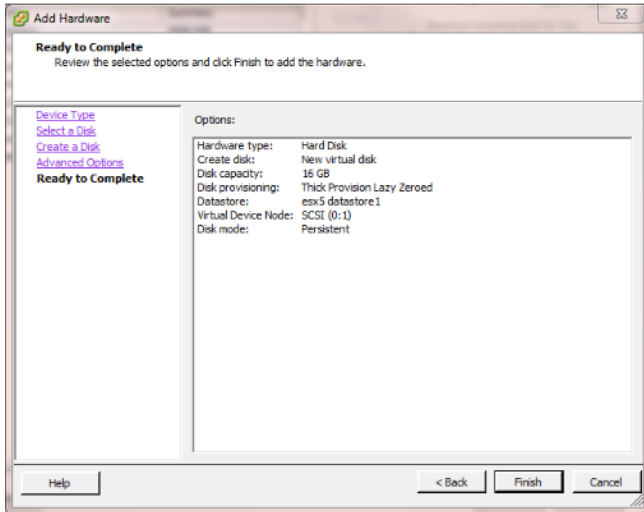 Add Hardware
Ready to Complete
Review the selected options and click Finish to add the hardware.
Device Type
Select a Disk
Create a Disk
Advanced Options
Ready to Complete
Options:
Hardware type: Hard Disk
Create disk: New virtual disk
Disk capacity: 16 GB
Disk provisioning: Thick Provision Lazy Zeroed
Datastore: esx5 datastore1
Virtual Device Node: SCSI (0:1)
Disk mode: Persistent
Help
< Back
Finish
Cancel